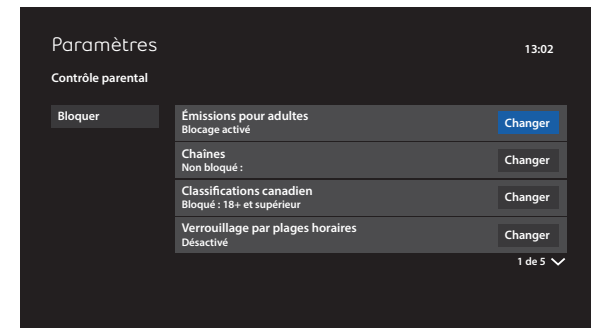 Paramètres
13:02
Contrôle parental
Bloquer
Émissions pour adultes
Blocage activé
Changer
Chaînes
Non bloqué :
Changer
Classifications canadien
Bloqué : 18+ et supérieur
Changer
Verrouillage par plages horaires
Désactivé
Changer
1 de 5